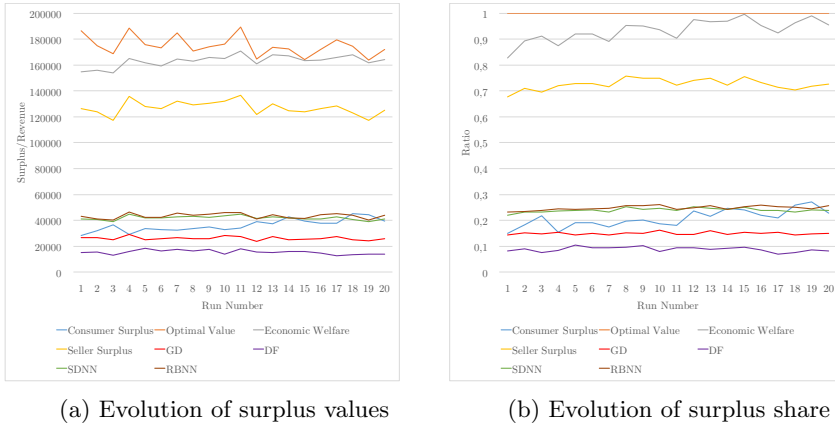 200000
180000
160000
140000
120000
100000
80000
60000
40000
20000
0
Surplus/Revenue
1 2 3 4 5 6 7 8 9 10 11 12 13 14 15 16 17 18 19 20
Run Number
Consumer Surplus Optimal Value Economic Welfare
Seller Surplus GD DF
SDNN RBNN
(a) Evolution of surplus values
1
0,9
0,8
0,7
0,6
0,5
0,4
0,3
0,2
0,1
0
Ratio
1 2 3 4 5 6 7 8 9 10 11 12 13 14 15 16 17 18 19 20
Run Number
Consumer Surplus Optimal Value Economic Welfare
Seller Surplus GD DF
SDNN RBNN
(b) Evolution of surplus share